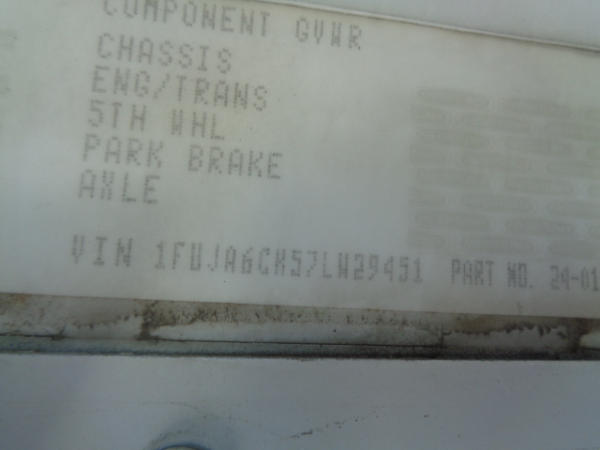 COMPONENT GVWR
CHASSIS
ENG/TRANS
5TH WHL
PARK BRAKE
AXLE
VIN 1FUJA6CK57LW29451 PART NO. 24-01